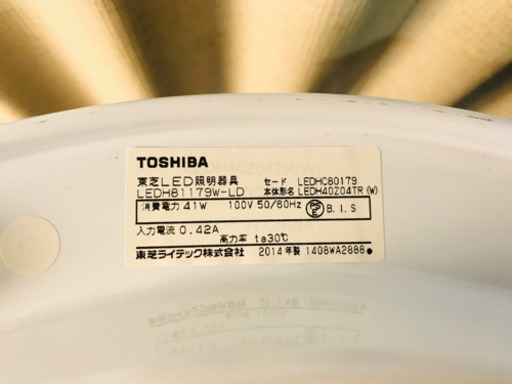 TOSHIBA
東芝LED照明器具 セード LEDHC80179
LEDH81179W-LD 本体形名 LEDH40Z04TR(W)
消費電力 41W 100V 50/60Hz PSE B.I.S
入力電流 0.42A
高力率 ta30℃
東芝ライテック株式会社 2014年製 1408WA2888●